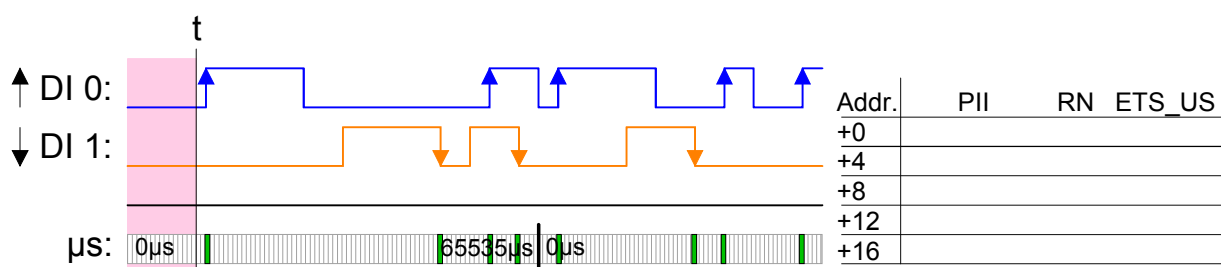 t
DI 0:
DI 1:
µs: 0µs 65535µs 0µs
Addr. PII RN ETS_US
+0
+4
+8
+12
+16